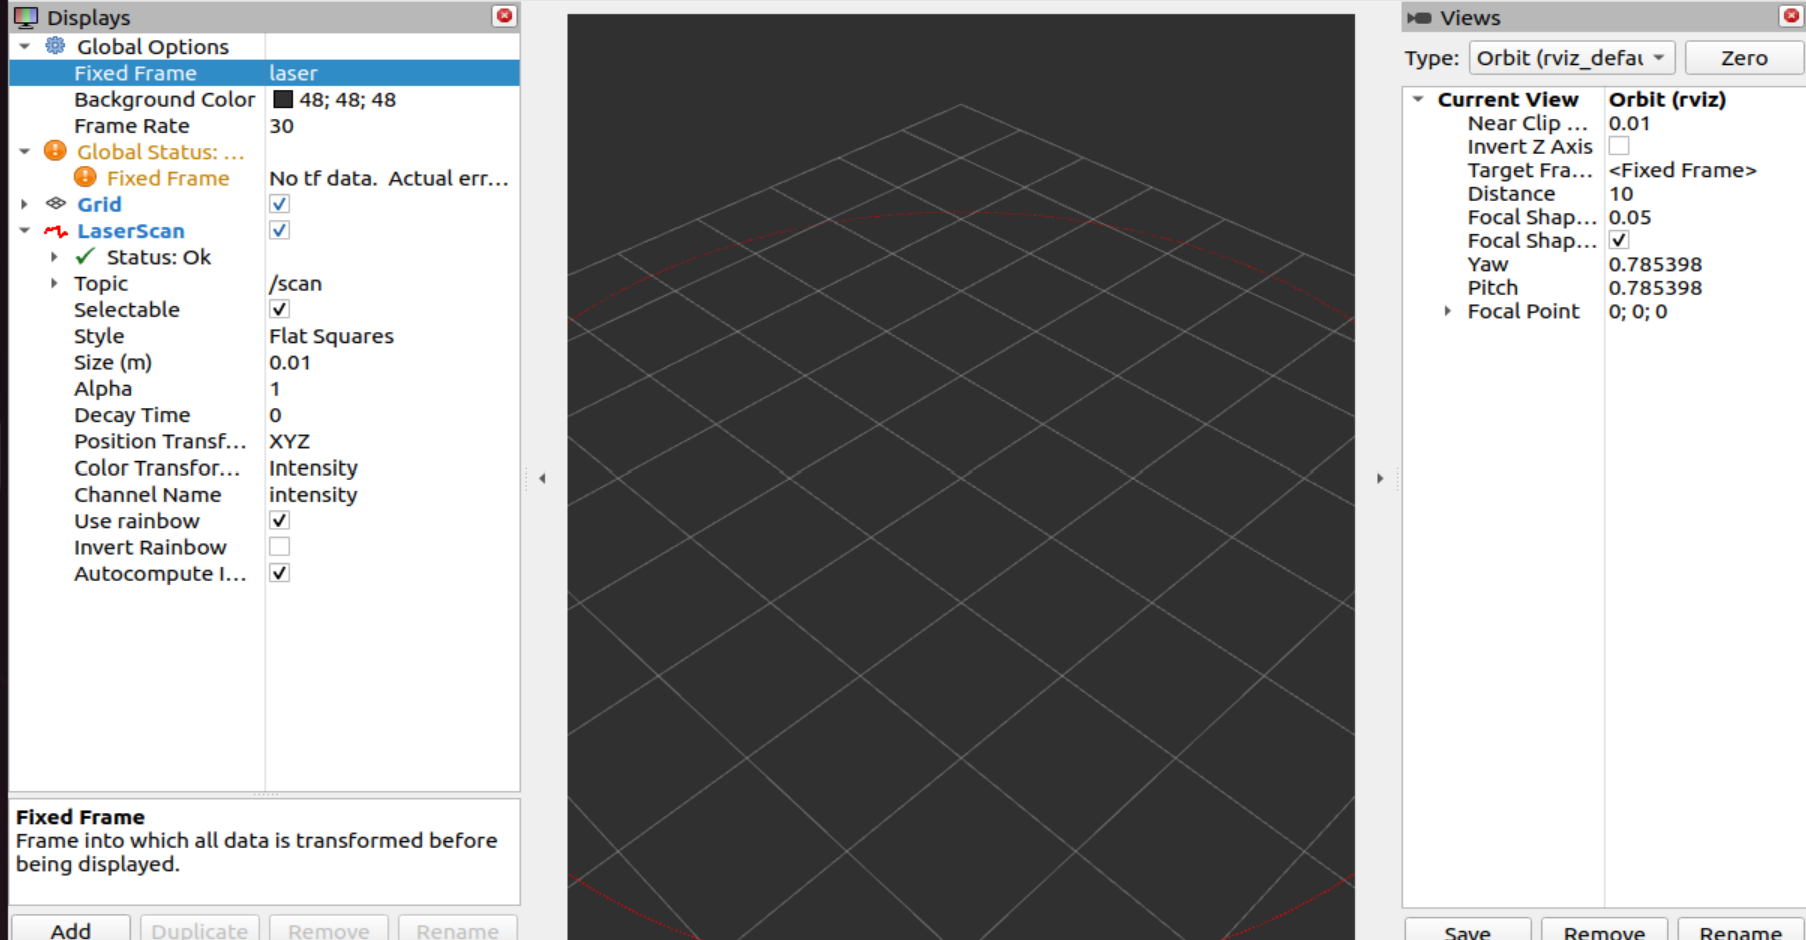 Displays
Global Options
Fixed Frame laser
Background Color 48; 48; 48
Frame Rate 30
Global Status: ...
Fixed Frame No tf data.  Actual err...
Grid
LaserScan
Status: Ok
Topic /scan
Selectable
Style Flat Squares
Size (m) 0.01
Alpha 1
Decay Time 0
Position Transf... XYZ
Color Transfor... Intensity
Channel Name intensity
Use rainbow
Invert Rainbow
Autocompute I...
Fixed Frame
Frame into which all data is transformed before
being displayed.
Add Duplicate Remove Rename
Views
Type: Orbit (rviz_defau Zero
Current View Orbit (rviz)
Near Clip ... 0.01
Invert Z Axis
Target Fra... <Fixed Frame>
Distance 10
Focal Shap... 0.05
Focal Shap...
Yaw 0.785398
Pitch 0.785398
Focal Point 0; 0; 0
Save Remove Rename